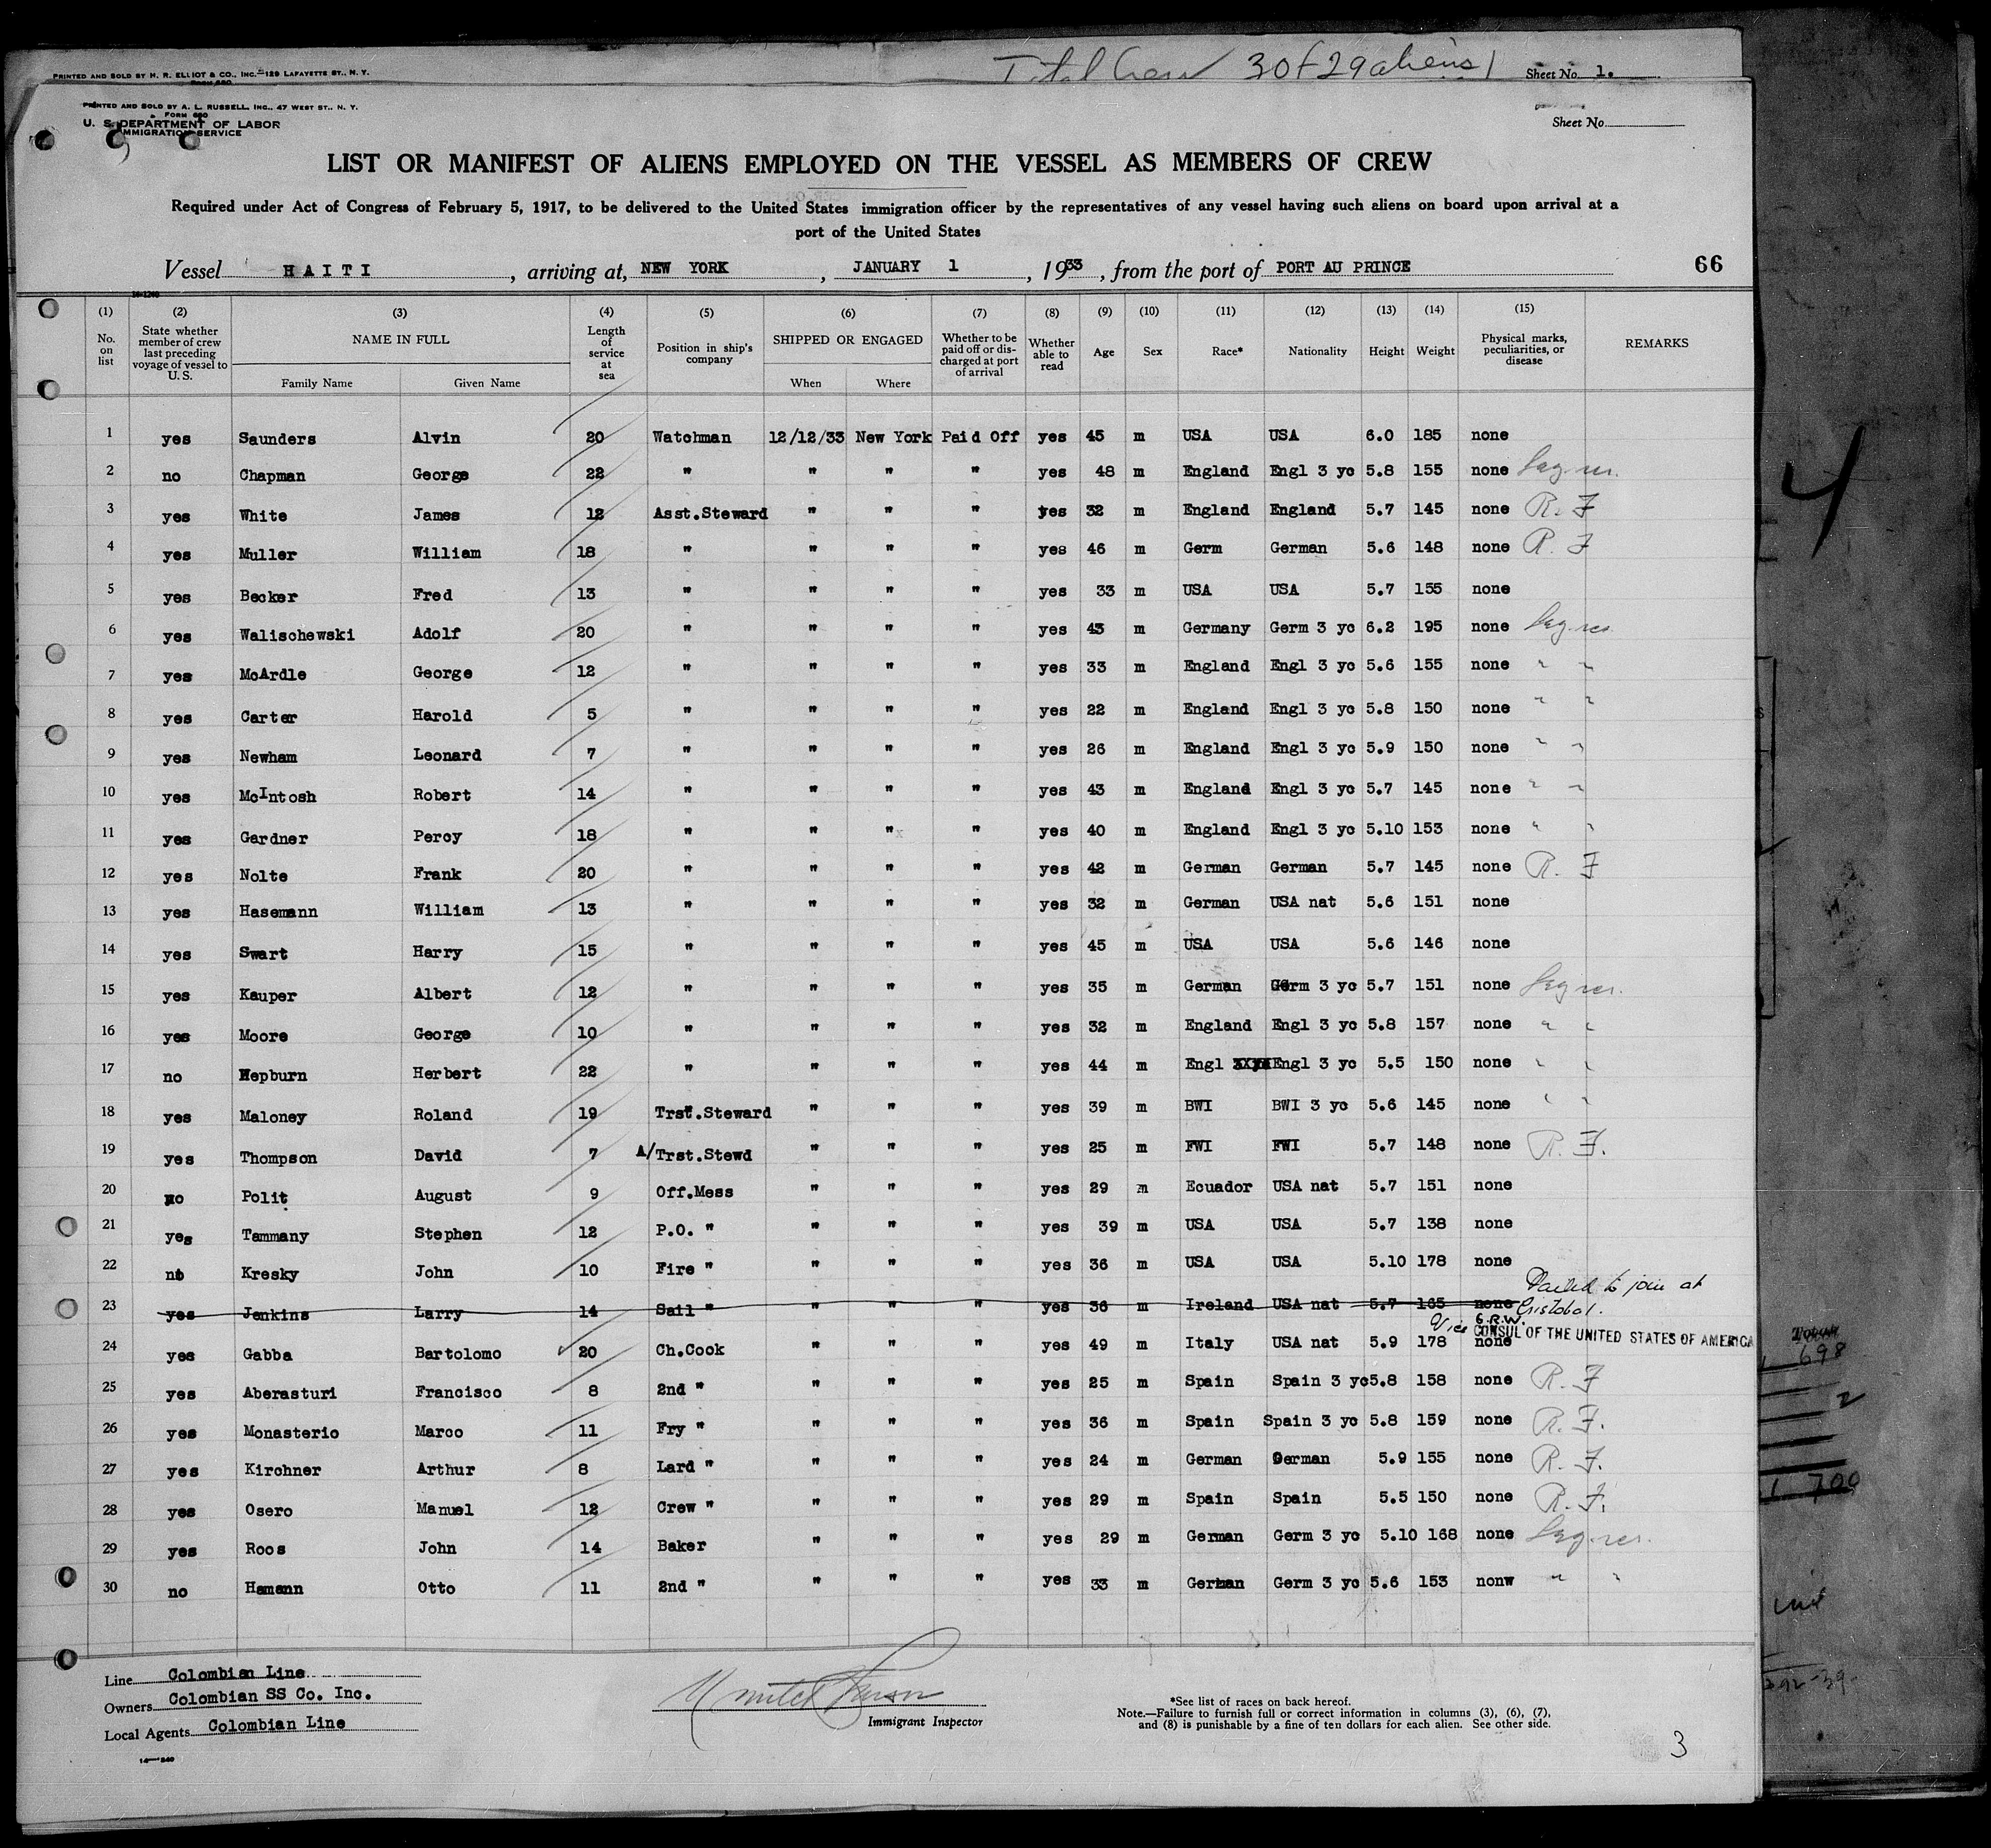 PRINTED AND SOLD BY H. R. ELLIOT & CO., INC. 129 LAFAYETTE ST., N. Y.
Total Crew 30 f 29 aliens 1 Sheet No. 1.
PRINTED AND SOLD BY A. L. RUSSELL, INC., 47 WEST ST., N. Y.
FORM 680
U. S. DEPARTMENT OF LABOR
IMMIGRATION SERVICE
Sheet No.
LIST OR MANIFEST OF ALIENS EMPLOYED ON THE VESSEL AS MEMBERS OF CREW
Required under Act of Congress of February 5, 1917, to be delivered to the United States immigration officer by the representatives of any vessel having such aliens on board upon arrival at a
port of the United States
Vessel HAITI, arriving at, NEW YORK, JANUARY 1, 1933, from the port of PORT AU PRINCE 66
(1) No. on list (2) State whether member of crew last preceding voyage of vessel to U. S. (3) NAME IN FULL Family Name Given Name (4) Length of service at sea (5) Position in ship's company (6) SHIPPED OR ENGAGED When Where (7) Whether to be paid off or discharged at port of arrival (8) Whether able to read (9) Age (10) Sex (11) Race* (12) Nationality (13) Height (14) Weight (15) Physical marks, peculiarities, or disease REMARKS
1 yes Saunders Alvin 20 Watchman 12/12/33 New York Paid Off yes 45 m USA USA 6.0 185 none
2 no Chapman George 22 " " " " yes 48 m England Engl 3 yc 5.8 155 none
3 yes White James 12 Asst.Steward " " " yes 32 m England England 5.7 145 none R. F
4 yes Muller William 18 " " " " yes 46 m Germ German 5.6 148 none R. F
5 yes Becker Fred 13 " " " " yes 33 m USA USA 5.7 155 none
6 yes Walischewski Adolf 20 " " " " yes 43 m Germany Germ 3 yc 6.2 195 none
7 yes McArdle George 12 " " " " yes 33 m England Engl 3 yc 5.6 155 none " "
8 yes Carter Harold 5 " " " " yes 22 m England Engl 3 yc 5.8 150 none " "
9 yes Newham Leonard 7 " " " " yes 26 m England Engl 3 yc 5.9 150 none " "
10 yes McIntosh Robert 14 " " " " yes 43 m England Engl 3 yc 5.7 145 none " "
11 yes Gardner Percy 18 " " " " yes 40 m England Engl 3 yc 5.10 153 none " "
12 yes Nolte Frank 20 " " " " yes 42 m German German 5.7 145 none R. F
13 yes Hasemann William 13 " " " " yes 32 m German USA nat 5.6 151 none
14 yes Swart Harry 15 " " " " yes 45 m USA USA 5.6 146 none
15 yes Kauper Albert 12 " " " " yes 35 m German Germ 3 yc 5.7 151 none
16 yes Moore George 10 " " " " yes 32 m England Engl 3 yc 5.8 157 none " "
17 no Hepburn Herbert 22 " " " " yes 44 m Engl Engl 3 yc 5.5 150 none " "
18 yes Maloney Roland 19 Trst.Steward " " " yes 39 m BWI BWI 3 yc 5.6 145 none " "
19 yes Thompson David 7 A/Trst.Stewd " " " yes 25 m FWI FWI 5.7 148 none R. F.
20 no Polit August 9 Off.Mess " " " yes 29 m Ecuador USA nat 5.7 151 none
21 yes Tammany Stephen 12 P.O. " " " " yes 39 m USA USA 5.7 138 none
22 no Kresky John 10 Fire " " " " yes 36 m USA USA 5.10 178 none
23 yes Jenkins Larry 14 Sail " " " " yes 36 m Ireland USA nat 5.7 165 none Failed to join at Cristobal.
G.R.W.
Vice CONSUL OF THE UNITED STATES OF AMERICA
24 yes Gabba Bartolomo 20 Ch.Cook " " " yes 49 m Italy USA nat 5.9 178 none
25 yes Aberasturi Francisco 8 2nd " " " " yes 25 m Spain Spain 3 yc 5.8 158 none R. F
26 yes Monasterio Marco 11 Fry " " " " yes 36 m Spain Spain 3 yc 5.8 159 none R. F.
27 yes Kirchner Arthur 8 Lard " " " " yes 24 m German German 5.9 155 none R. F.
28 yes Osero Manuel 12 Crew " " " " yes 29 m Spain Spain 5.5 150 none R. F.
29 yes Roos John 14 Baker " " " yes 29 m German Germ 3 yc 5.10 168 none
30 no Hamann Otto 11 2nd " " " " yes 33 m German Germ 3 yc 5.6 153 nonw " "
4
698
2
700
Line Colombian Line
Owners Colombian SS Co. Inc.
Local Agents Colombian Line
Immigrant Inspector
*See list of races on back hereof.
Note.—Failure to furnish full or correct information in columns (3), (6), (7),
and (8) is punishable by a fine of ten dollars for each alien. See other side.
3